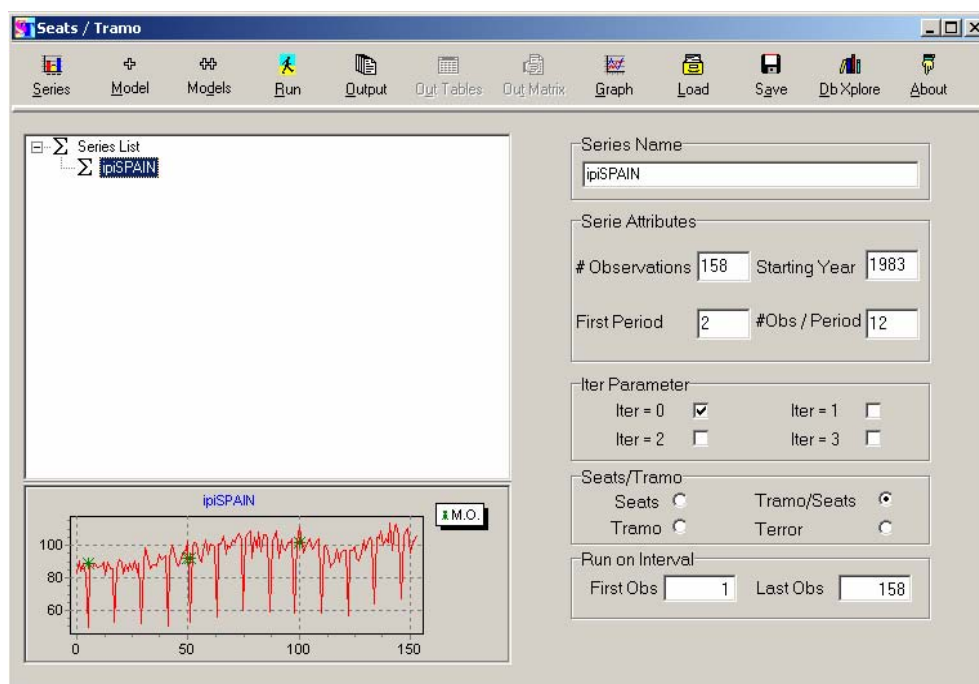 Seats / Tramo
Series Model Models Run Output Out Tables Out Matrix Graph Load Save Db Xplore About
Series List
ipiSPAIN
Series Name
ipiSPAIN
Serie Attributes
# Observations 158 Starting Year 1983
First Period 2 #Obs / Period 12
Iter Parameter
Iter = 0 Iter = 1
Iter = 2 Iter = 3
Seats/Tramo
Seats Tramo/Seats
Tramo Terror
Run on Interval
First Obs 1 Last Obs 158
ipiSPAIN
M.O.
100
80
60
0 50 100 150